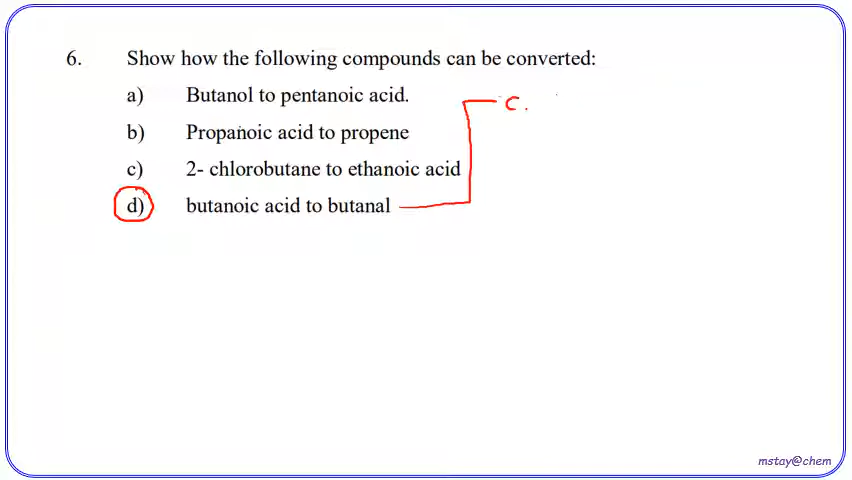 6. Show how the following compounds can be converted:
a) Butanol to pentanoic acid.
c.
b) Propanoic acid to propene
c) 2- chlorobutane to ethanoic acid
d) butanoic acid to butanal
mstay@chem